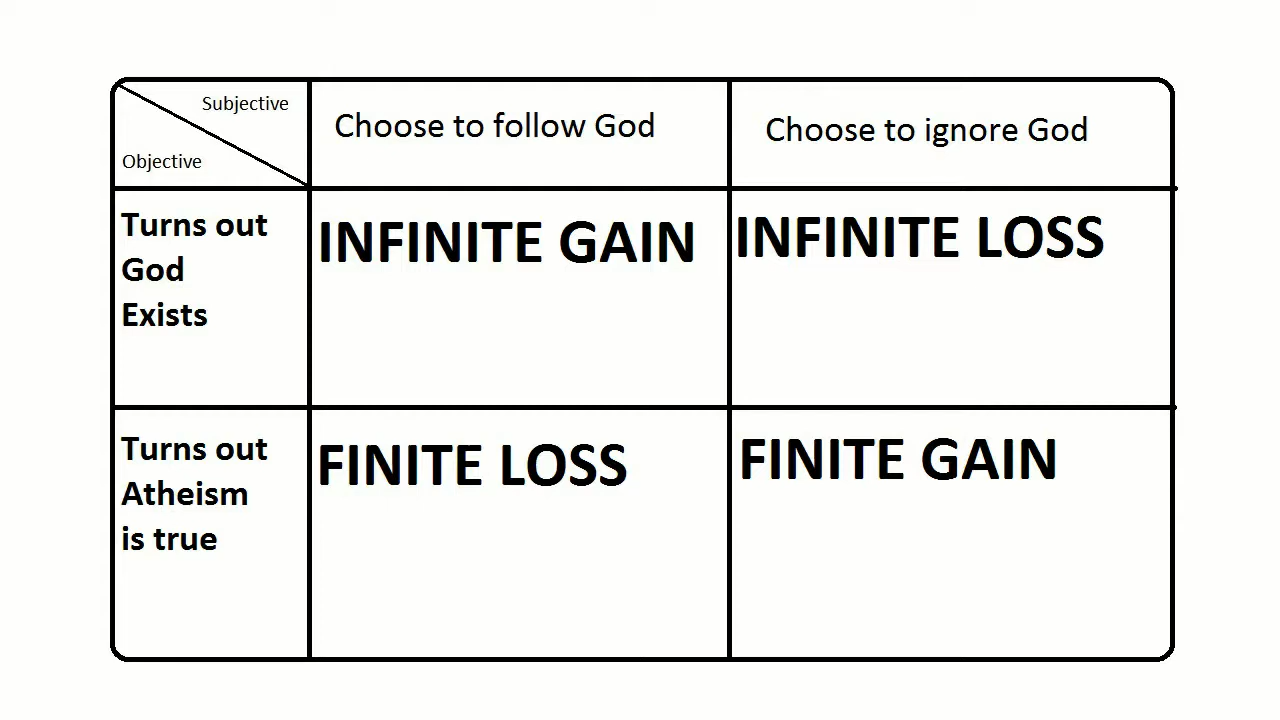 Subjective
Objective
Choose to follow God
Choose to ignore God
Turns out
God
Exists
INFINITE GAIN
INFINITE LOSS
Turns out
Atheism
is true
FINITE LOSS
FINITE GAIN